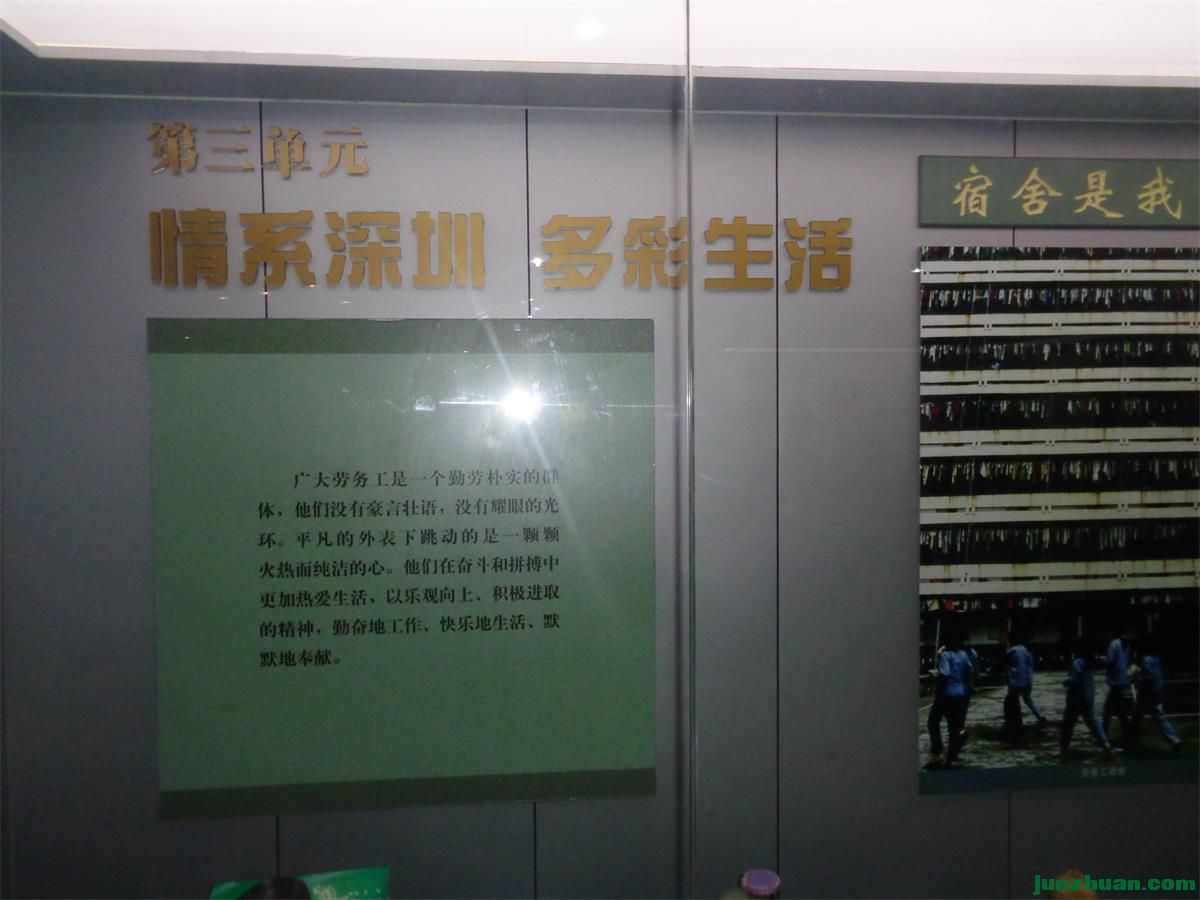 第三单元
情系深圳 多彩生活
广大劳务工是一个勤劳朴实的群
体，他们没有豪言壮语，没有耀眼的光
环。平凡的外表下跳动的是一颗颗
火热而纯洁的心。他们在奋斗和拼搏中
更加热爱生活，以乐观向上、积极进取
的精神，勤奋地工作、快乐地生活、默
默地奉献。
宿舍是我
junzhuan.com